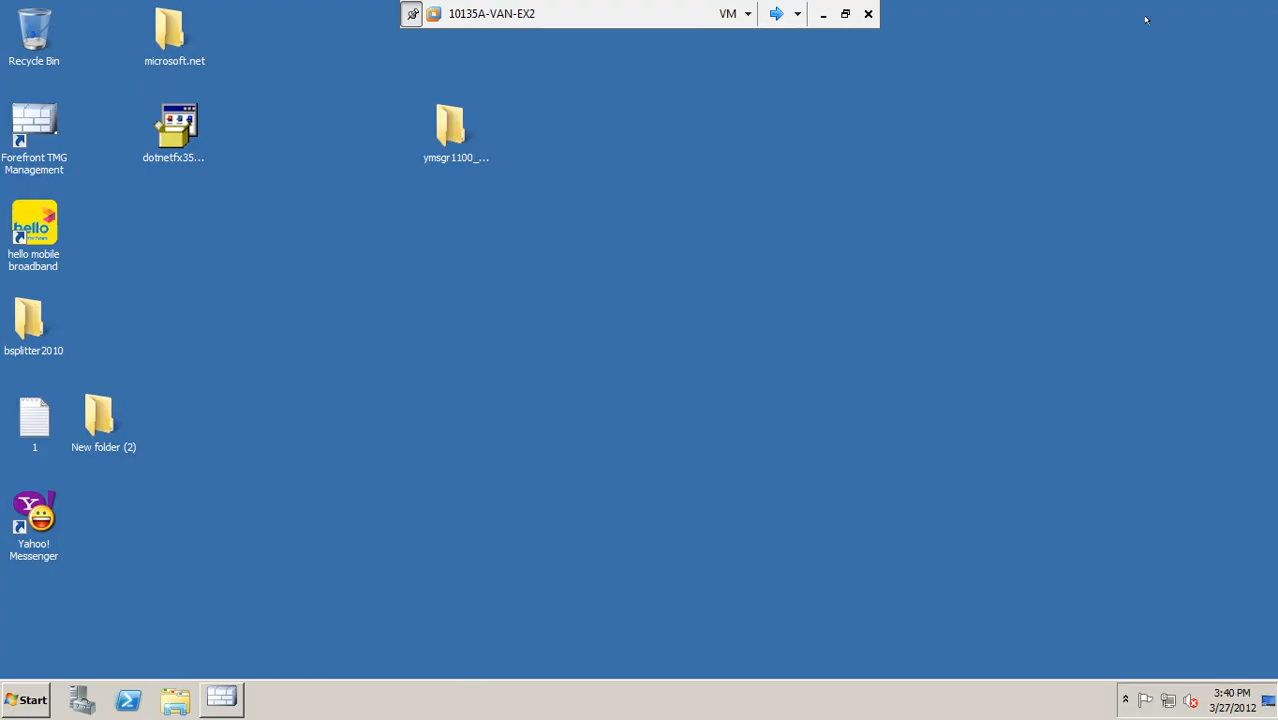 10135A-VAN-EX2
VM
Recycle Bin
microsoft.net
Forefront TMG
Management
dotnetfx35...
ymsgr1100_...
hello
hello mobile
broadband
bsplitter2010
1
New folder (2)
Y!
Yahoo!
Messenger
Start
3:40 PM
3/27/2012